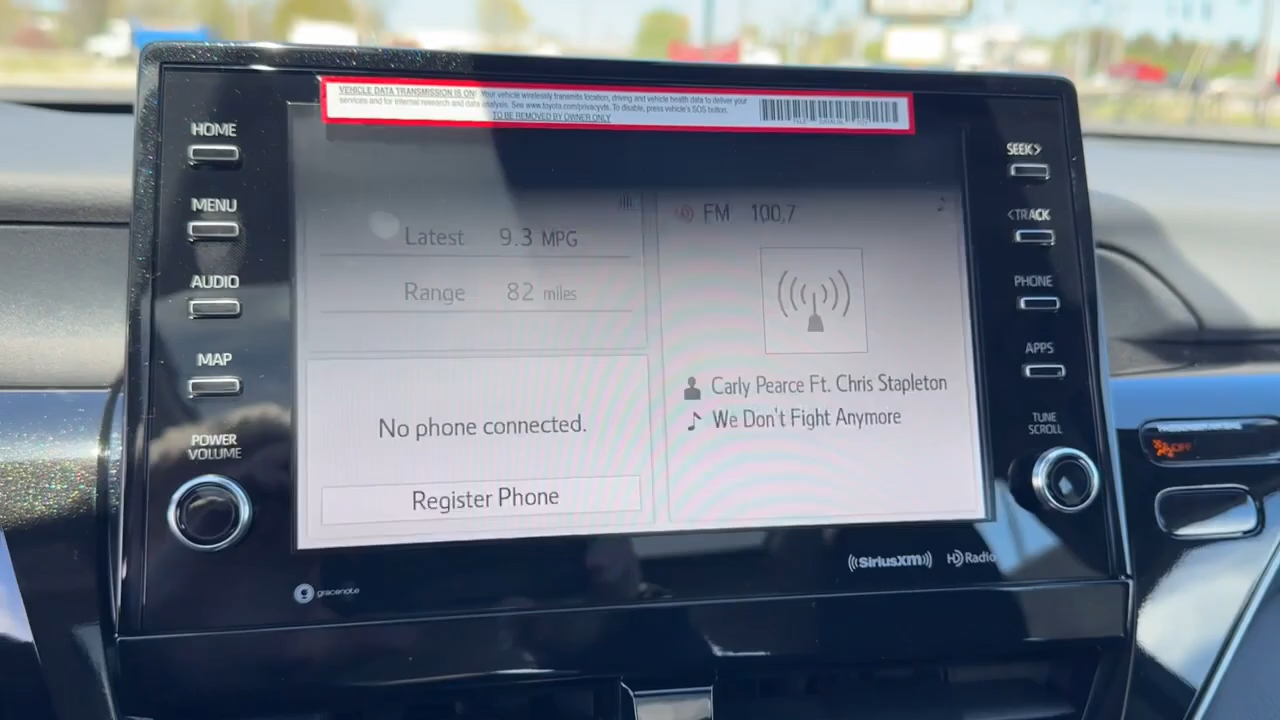 VEHICLE DATA TRANSMISSION IS ON! Your vehicle wirelessly transmits location, driving and vehicle health data to deliver your
services and for internal research and data analysis. See www.toyota.com/privacyvts. To disable, press vehicle's SOS button.
TO BE REMOVED BY OWNER ONLY
HOME
MENU
AUDIO
MAP
POWER
VOLUME
Latest 9.3 MPG
Range 82 miles
No phone connected.
Register Phone
FM 100.7
Carly Pearce Ft. Chris Stapleton
We Don't Fight Anymore
SEEK>
<TRACK
PHONE
APPS
TUNE
SCROLL
OFF
gracenote
((SiriusXM))
HD Radio